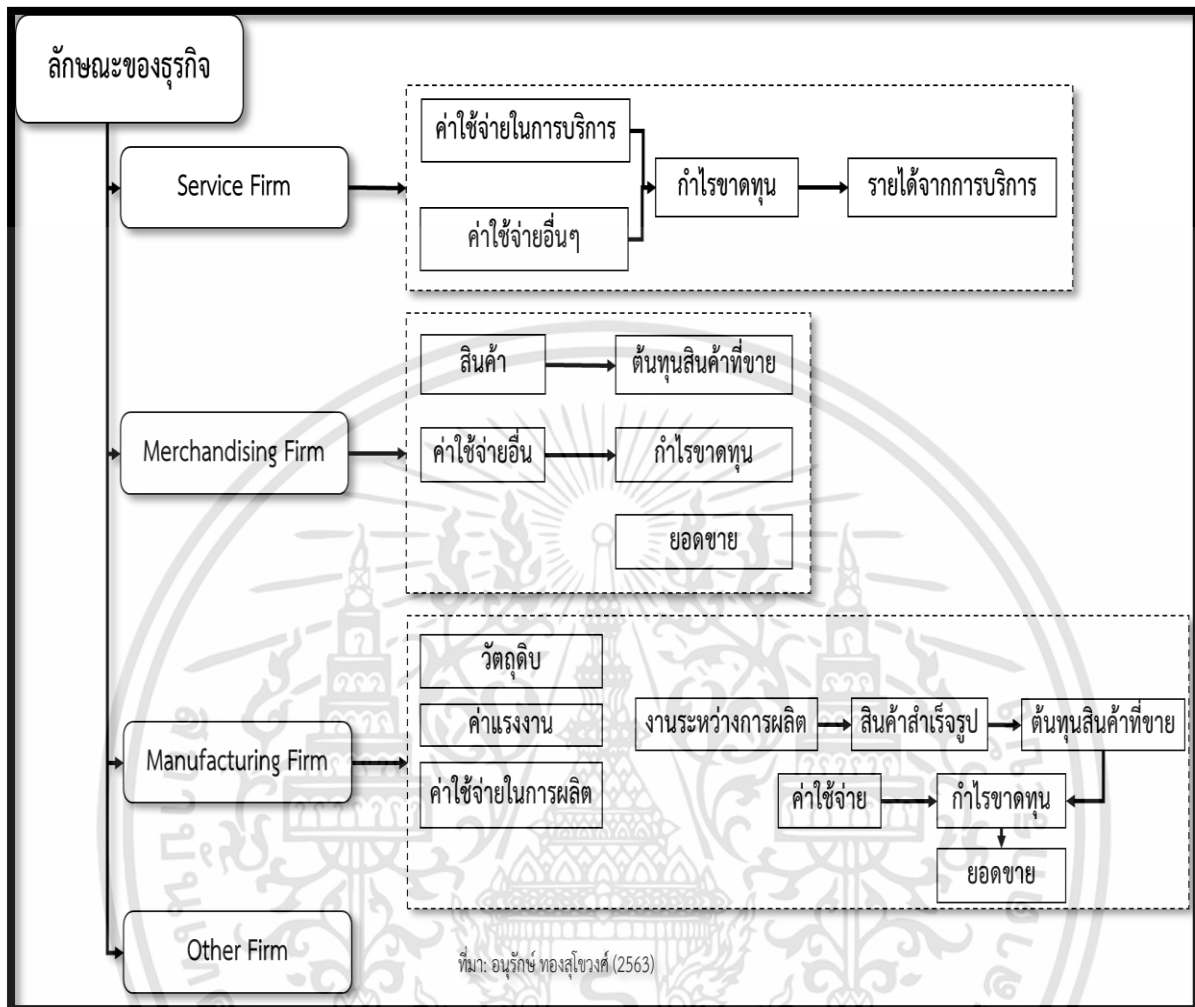 ลักษณะของธุรกิจ
Service Firm
ค่าใช้จ่ายในการบริการ
ค่าใช้จ่ายอื่นๆ
กำไรขาดทุน
รายได้จากการบริการ
Merchandising Firm
สินค้า
ต้นทุนสินค้าที่ขาย
ค่าใช้จ่ายอื่น
กำไรขาดทุน
ยอดขาย
Manufacturing Firm
วัตถุดิบ
ค่าแรงงาน
ค่าใช้จ่ายในการผลิต
งานระหว่างการผลิต
สินค้าสำเร็จรูป
ต้นทุนสินค้าที่ขาย
ค่าใช้จ่าย
กำไรขาดทุน
ยอดขาย
Other Firm
ที่มา: อนุรักษ์ ทองสุโขวงศ์ (2563)